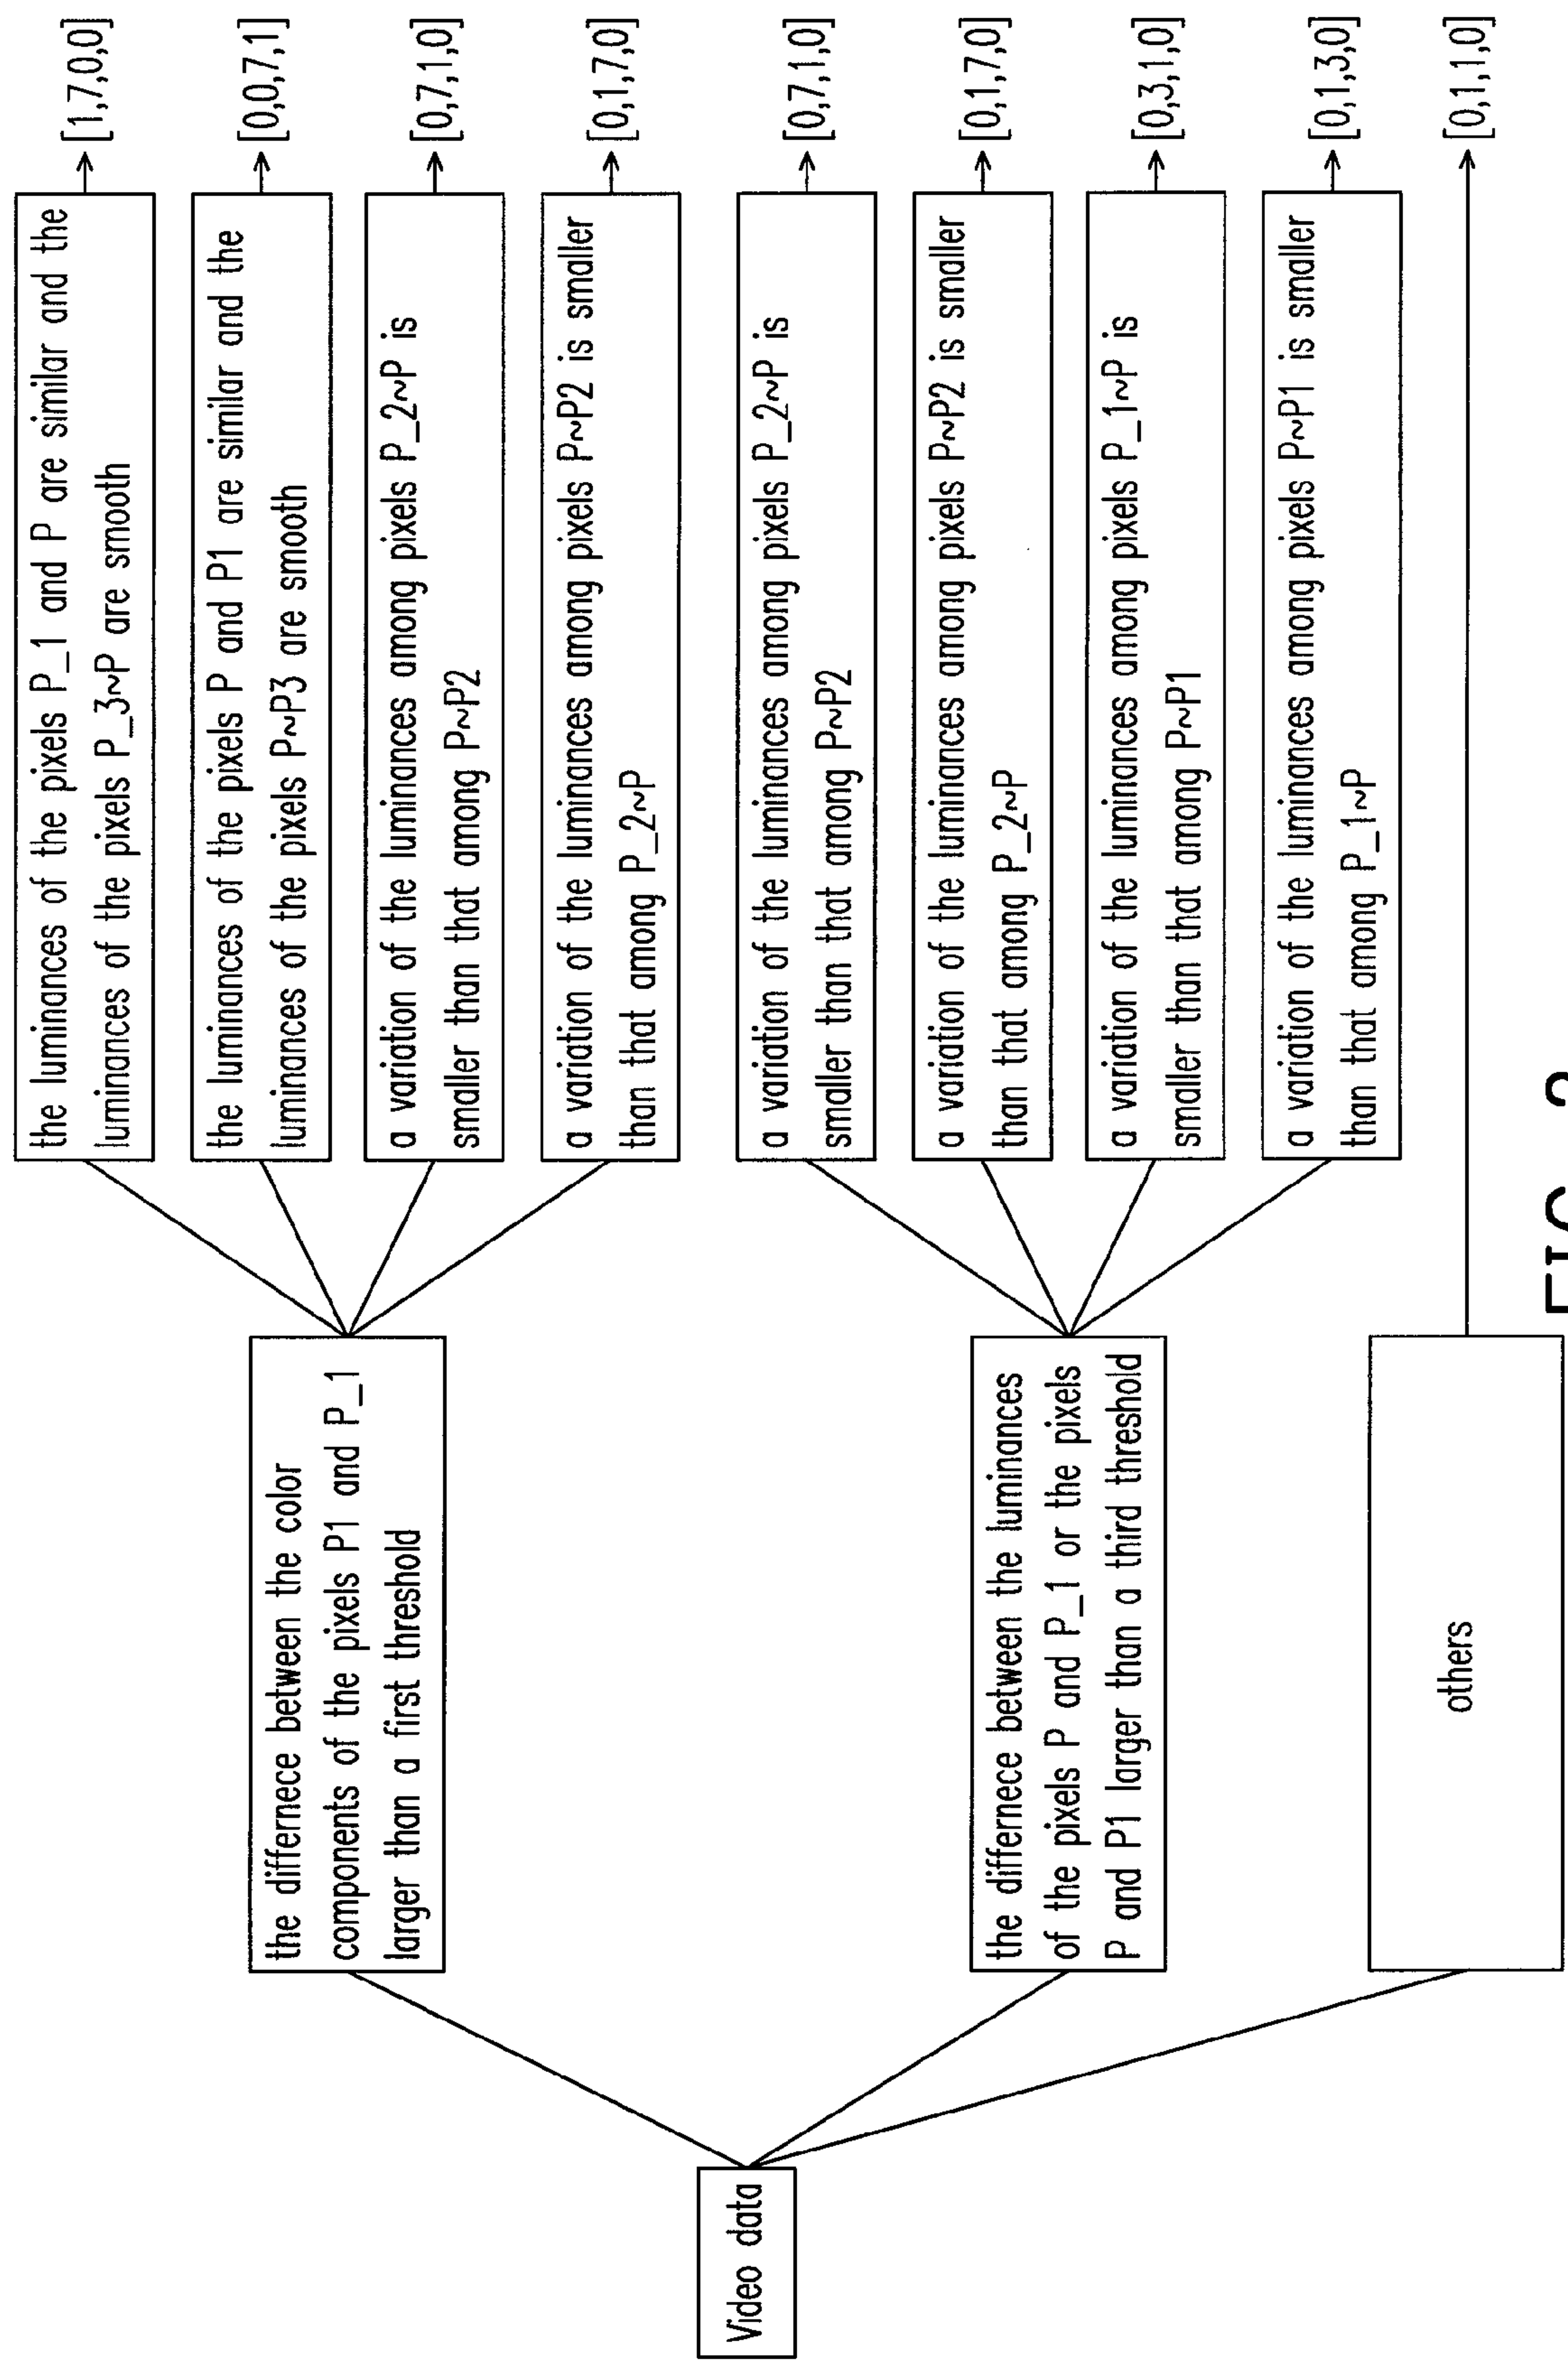 Video data
the differnece between the color
components of the pixels P1 and P_1
larger than a first threshold
the luminances of the pixels P_1 and P are similar and the
luminances of the pixels P_3~P are smooth
[1,7,0,0]
the luminances of the pixels P and P1 are similar and the
luminances of the pixels P~P3 are smooth
[0,0,7,1]
a variation of the luminances among pixels P_2~P is
smaller than that among P~P2
[0,7,1,0]
a variation of the luminances among pixels P~P2 is smaller
than that among P_2~P
[0,1,7,0]
the differnece between the luminances
of the pixels P and P_1 or the pixels
P and P1 larger than a third threshold
a variation of the luminances among pixels P_2~P is
smaller than that among P~P2
[0,7,1,0]
a variation of the luminances among pixels P~P2 is smaller
than that among P_2~P
[0,1,7,0]
a variation of the luminances among pixels P_1~P is
smaller than that among P~P1
[0,3,1,0]
a variation of the luminances among pixels P~P1 is smaller
than that among P_1~P
[0,1,3,0]
others
[0,1,1,0]